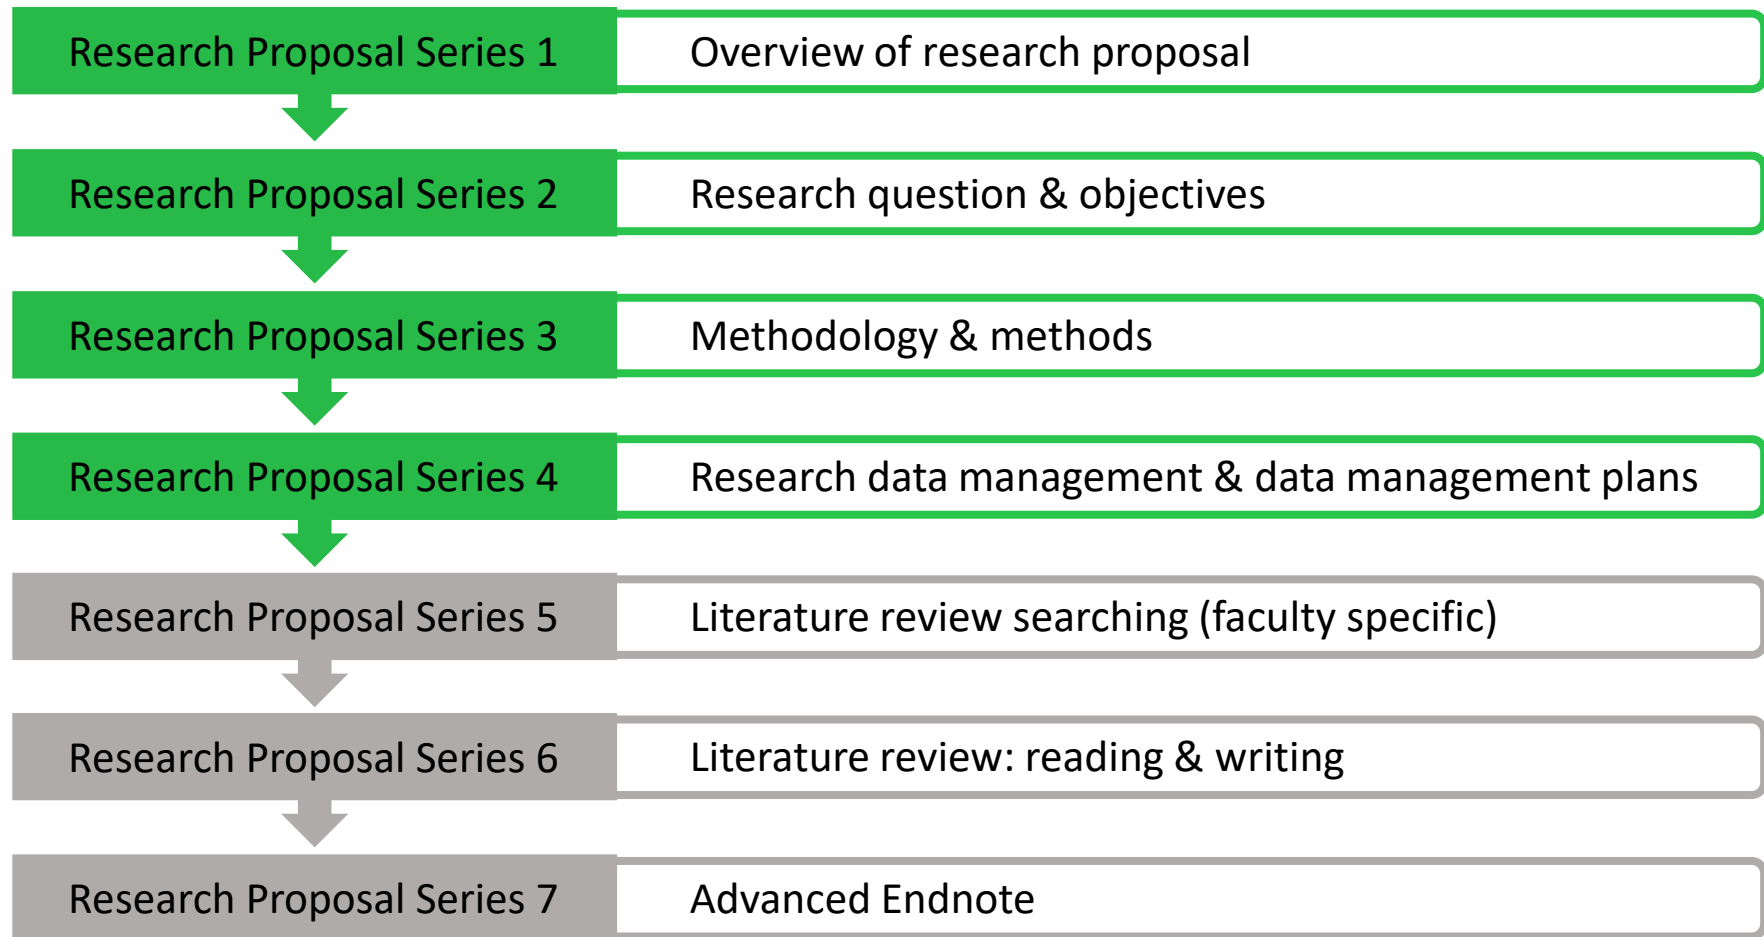 Research Proposal Series 1
Overview of research proposal
Research Proposal Series 2
Research question & objectives
Research Proposal Series 3
Methodology & methods
Research Proposal Series 4
Research data management & data management plans
Research Proposal Series 5
Literature review searching (faculty specific)
Research Proposal Series 6
Literature review: reading & writing
Research Proposal Series 7
Advanced Endnote